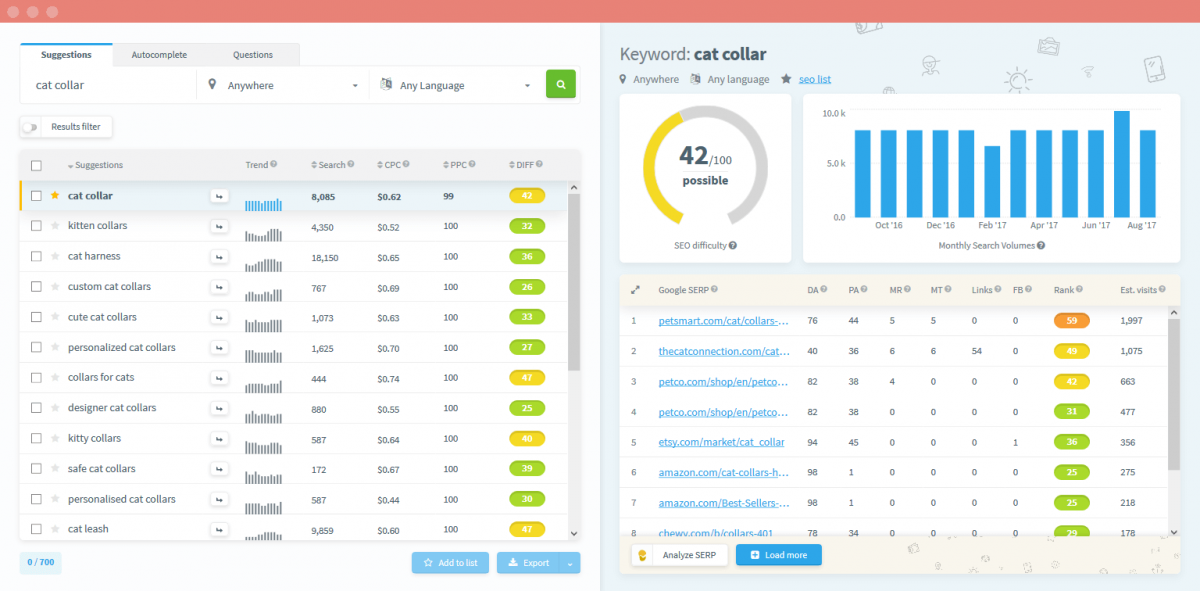 Suggestions Autocomplete Questions
cat collar Anywhere Any Language
Results filter
Suggestions Trend Search CPC PPC DIFF
cat collar 8,085 $0.62 99 42
kitten collars 4,350 $0.52 100 32
cat harness 18,150 $0.65 100 36
custom cat collars 767 $0.69 100 26
cute cat collars 1,073 $0.63 100 33
personalized cat collars 1,625 $0.70 100 27
collars for cats 444 $0.74 100 47
designer cat collars 880 $0.55 100 25
kitty collars 587 $0.64 100 40
safe cat collars 172 $0.67 100 39
personalised cat collars 587 $0.44 100 30
cat leash 9,859 $0.60 100 47
0 / 700 Add to list Export
Keyword: cat collar
Anywhere Any language seo list
42/100
possible
SEO difficulty
10.0 k
5.0 k
0.0
Oct '16 Dec '16 Feb '17 Apr '17 Jun '17 Aug '17
Monthly Search Volumes
Google SERP DA PA MR MT Links FB Rank Est. visits
1 petsmart.com/cat/collars-... 76 44 5 5 0 0 59 1,997
2 thecatconnection.com/cat... 40 36 6 6 54 0 49 1,075
3 petco.com/shop/en/petco... 82 38 4 0 0 0 42 663
4 petco.com/shop/en/petco... 82 38 0 0 0 0 31 477
5 etsy.com/market/cat_collar 94 45 0 0 0 1 36 356
6 amazon.com/cat-collars-h... 98 1 0 0 0 0 25 275
7 amazon.com/Best-Sellers-... 98 1 0 0 0 0 25 218
8 chewy.com/b/collars-401 78 34 0 0 0 0 29 178
Analyze SERP Load more